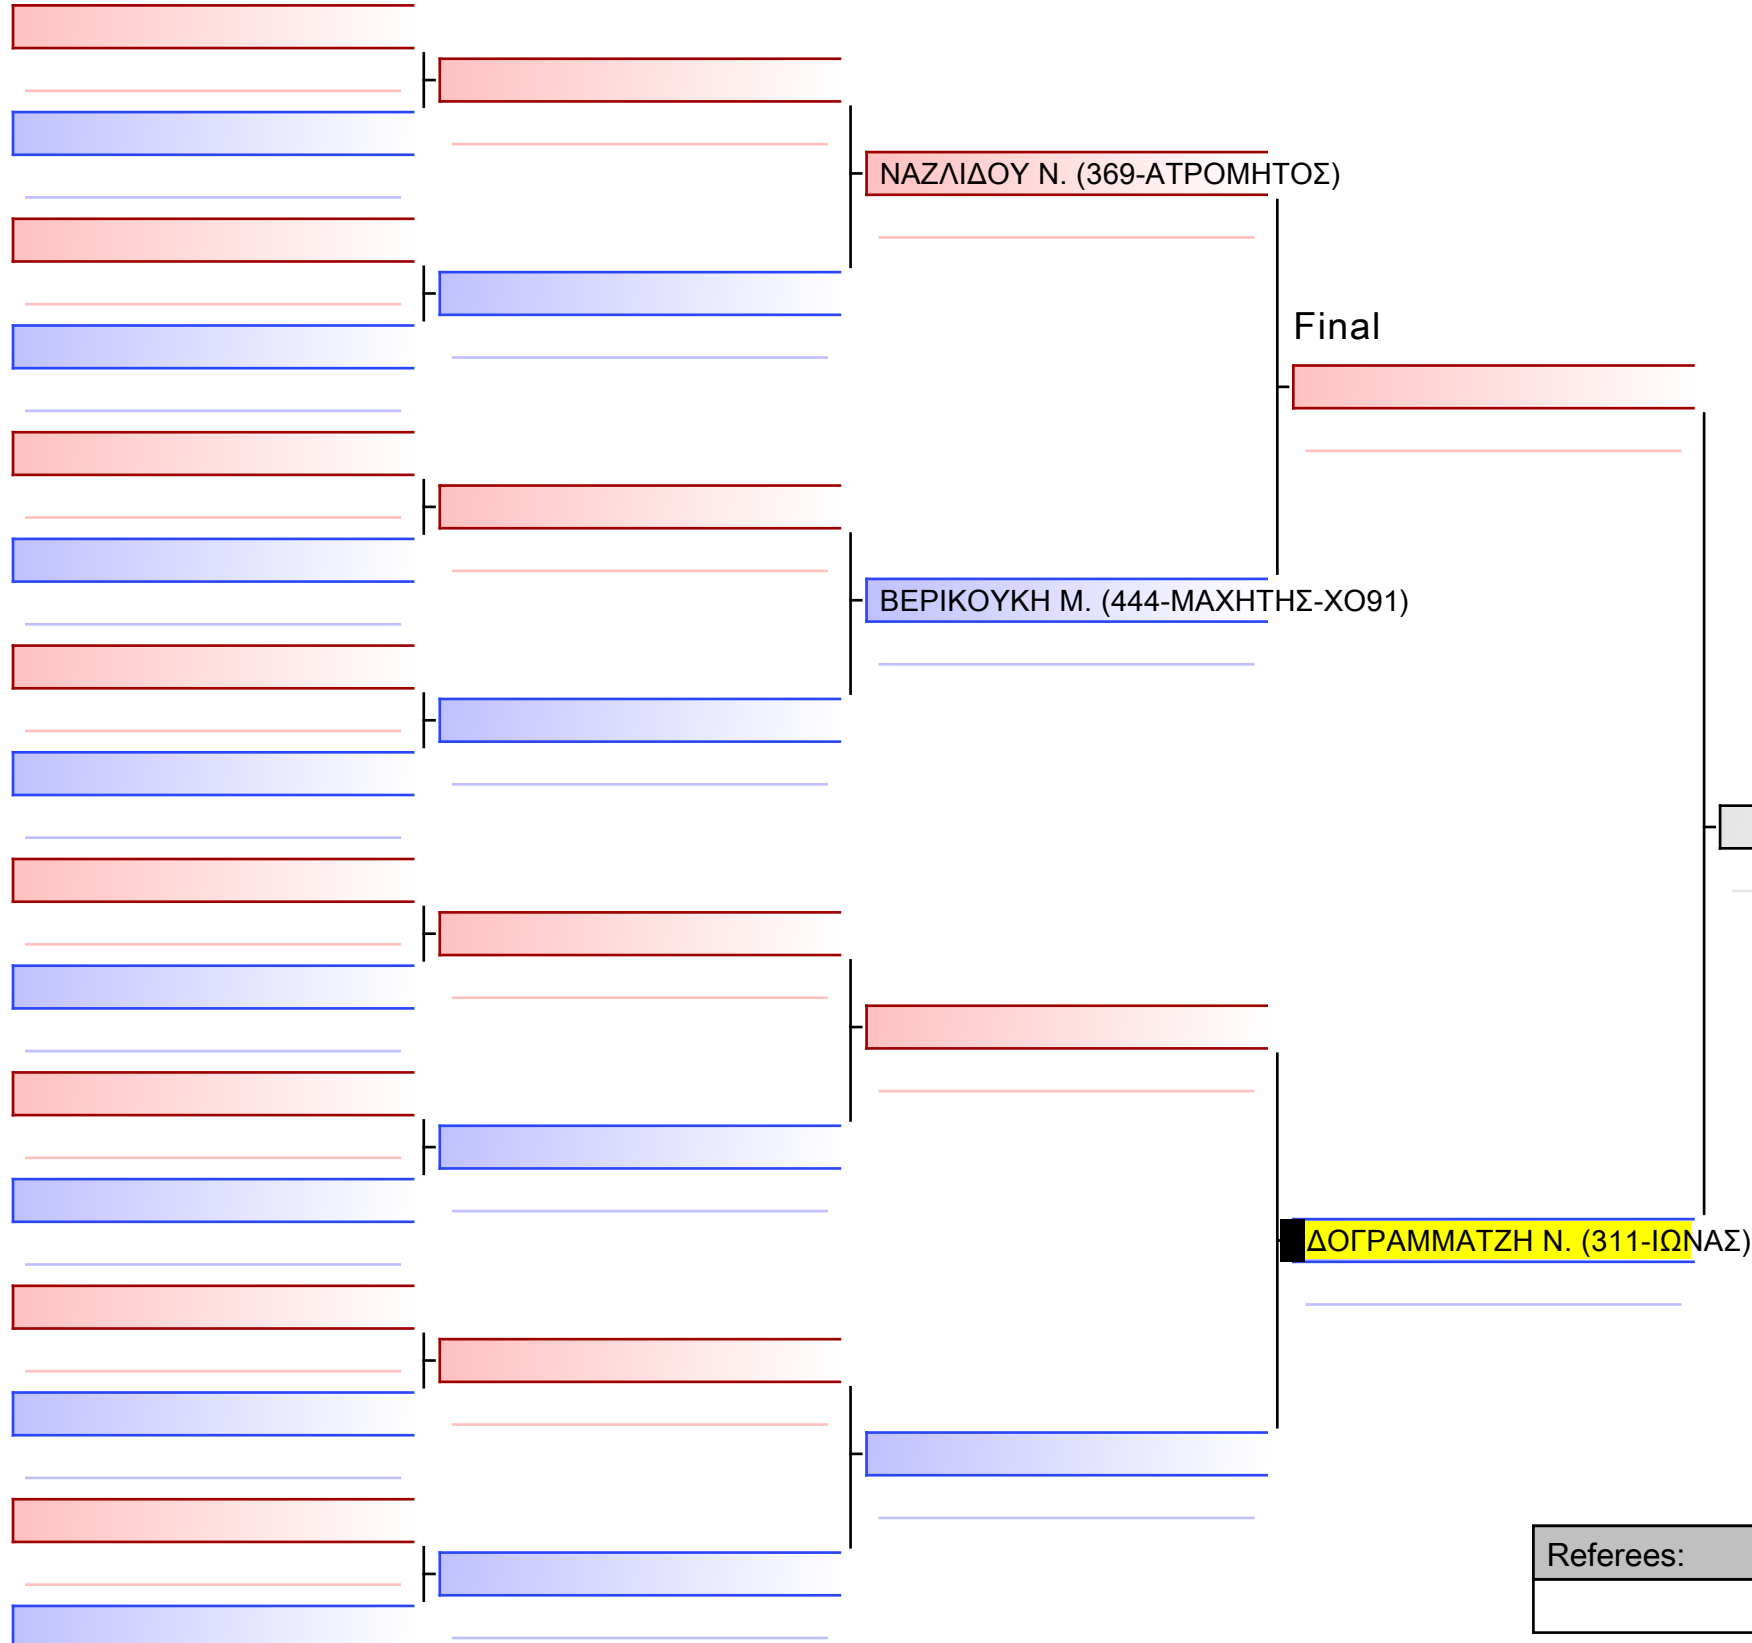 ΝΑΖΛΙΔΟΥ Ν. (369-ΑΤΡΟΜΗΤΟΣ)
Final
ΒΕΡΙΚΟΥΚΗ Μ. (444-ΜΑΧΗΤΗΣ-ΧΟ91)
ΔΟΓΡΑΜΜΑΤΖΗ Ν. (311-ΙΩΝΑΣ)
Referees: